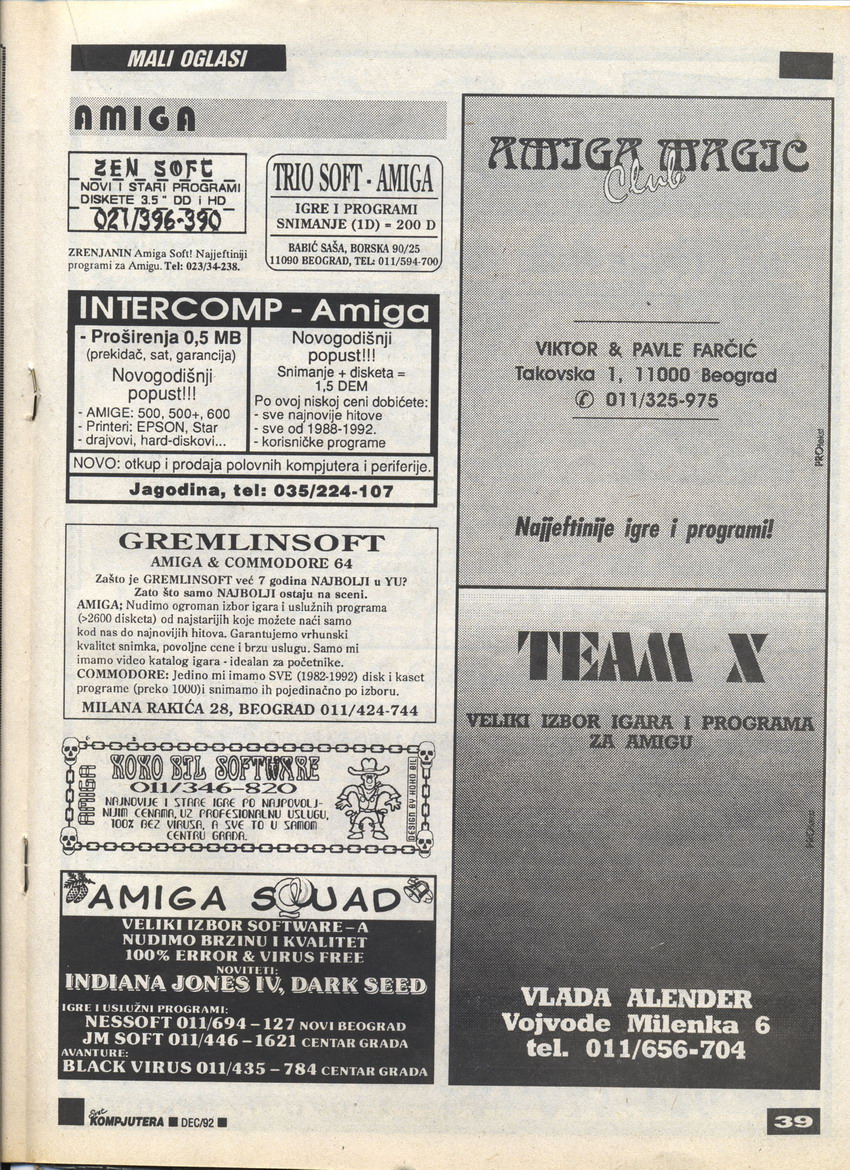 MALI OGLASI
AMIGA
ZEN SOFT
NOVI I STARI PROGRAMI
DISKETE 3.5" DD i HD
021/396-390
ZRENJANIN Amiga Soft! Najjeftiniji
programi za Amigu. Tel: 023/34-238.
TRIO SOFT - AMIGA
IGRE I PROGRAMI
SNIMANJE (1D) = 200 D
BABIĆ SAŠA, BORSKA 90/25
11090 BEOGRAD, TEL: 011/594-700
INTERCOMP - Amiga
- Proširenja 0,5 MB
(prekidač, sat, garancija)
Novogodišnji
popust!!!
- AMIGE: 500, 500+, 600
- Printeri: EPSON, Star
- drajvovi, hard-diskovi...
Novogodišnji
popust!!!
Snimanje + disketa =
1,5 DEM
Po ovoj niskoj ceni dobićete:
- sve najnovije hitove
- sve od 1988-1992.
- korisničke programe
NOVO: otkup i prodaja polovnih kompjutera i periferije.
Jagodina, tel: 035/224-107
GREMLINSOFT
AMIGA & COMMODORE 64
Zašto je GREMLINSOFT već 7 godina NAJBOLJI u YU?
Zato što samo NAJBOLJI ostaju na sceni.
AMIGA; Nudimo ogroman izbor igara i uslužnih programa
(>2600 disketa) od najstarijih koje možete naći samo
kod nas do najnovijih hitova. Garantujemo vrhunski
kvalitet snimka, povoljne cene i brzu uslugu. Samo mi
imamo video katalog igara - idealan za početnike.
COMMODORE: Jedino mi imamo SVE (1982-1992) disk i kaset
programe (preko 1000)i snimamo ih pojedinačno po izboru.
MILANA RAKIĆA 28, BEOGRAD 011/424-744
AMIGA
KOKO BIL SOFTWARE
011/346-820
NAJNOVIJE I STARE IGRE PO NAJPOVOLJ-
NIJIM CENAMA, UZ PROFESIONALNU USLUGU,
100% BEZ VIRUSA, A SVE TO U SAMOM
CENTRU GRADA.
DESIGN BY KOKO BIL
AMIGA SQUAD
VELIKI IZBOR SOFTWARE-A
NUDIMO BRZINU I KVALITET
100% ERROR & VIRUS FREE
NOVITETI:
INDIANA JONES IV, DARK SEED
IGRE I USLUŽNI PROGRAMI:
NESSOFT 011/694-127 NOVI BEOGRAD
JM SOFT 011/446-1621 CENTAR GRADA
AVANTURE:
BLACK VIRUS 011/435-784 CENTAR GRADA
AMIGA MAGIC
Club
VIKTOR & PAVLE FARČIĆ
Takovska 1, 11000 Beograd
✆ 011/325-975
PROtekst
Najjeftinije igre i programi!
TEAM X
VELIKI IZBOR IGARA I PROGRAMA
ZA AMIGU
PROtekst
VLADA ALENDER
Vojvode Milenka 6
tel. 011/656-704
Svet
KOMPJUTERA ■ DEC/92 ■
39